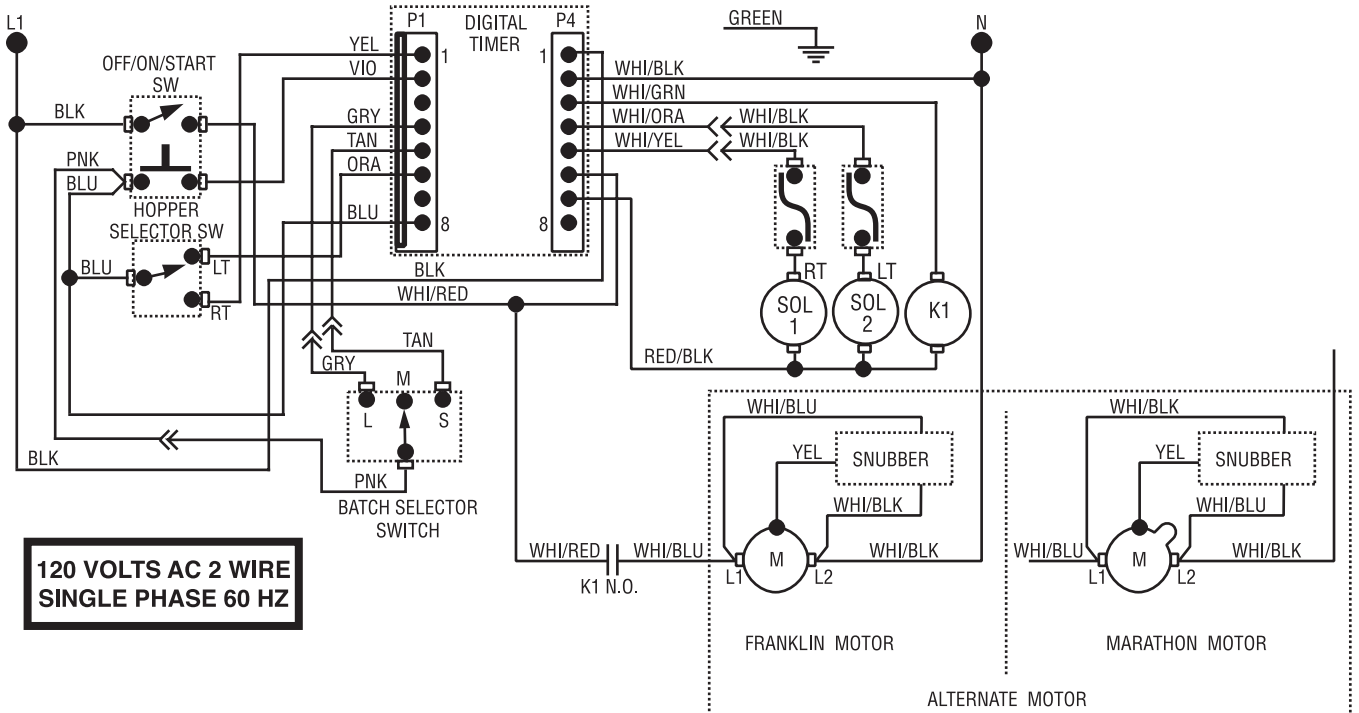 L1
P1
DIGITAL
TIMER
P4
GREEN
N
OFF/ON/START
SW
YEL
1
1
VIO
WHI/BLK
WHI/GRN
BLK
GRY
WHI/ORA
WHI/BLK
TAN
WHI/YEL
WHI/BLK
PNK
ORA
BLU
HOPPER
SELECTOR SW
BLU
8
8
BLU
LT
BLK
RT
LT
RT
WHI/RED
SOL
1
SOL
2
K1
TAN
GRY
M
RED/BLK
L
S
WHI/BLU
WHI/BLK
YEL
SNUBBER
YEL
SNUBBER
BLK
PNK
BATCH SELECTOR
SWITCH
WHI/BLK
WHI/BLU
120 VOLTS AC 2 WIRE
SINGLE PHASE 60 HZ
WHI/RED
WHI/BLU
M
WHI/BLK
WHI/BLU
M
WHI/BLK
K1 N.O.
L1
L2
L1
L2
FRANKLIN MOTOR
MARATHON MOTOR
ALTERNATE MOTOR